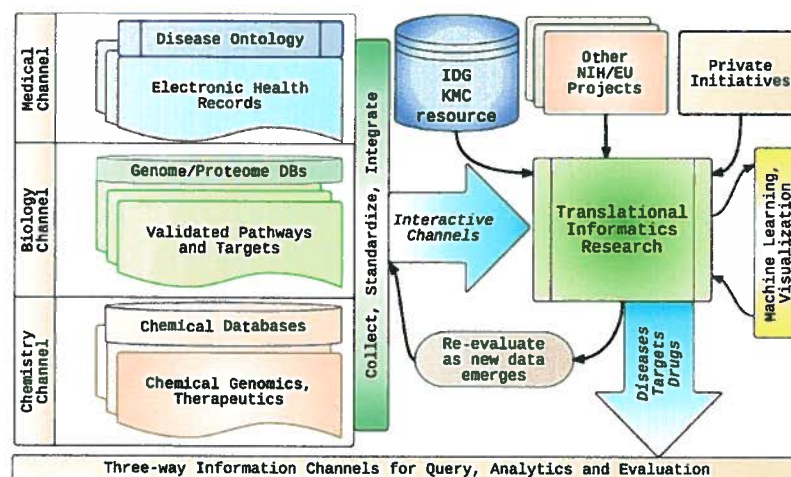 Medical
Channel
Disease Ontology
Electronic Health
Records
Biology
Channel
Genome/Proteome DBs
Validated Pathways
and Targets
Chemistry
Channel
Chemical Databases
Chemical Genomics,
Therapeutics
Collect, Standardize, Integrate
IDG
KMC
resource
Other
NIH/EU
Projects
Private
Initiatives
Interactive
Channels
Translational
Informatics
Research
Machine Learning,
Visualization
Re-evaluate
as new data
emerges
Diseases
Targets
Drugs
Three-way Information Channels for Query, Analytics and Evaluation